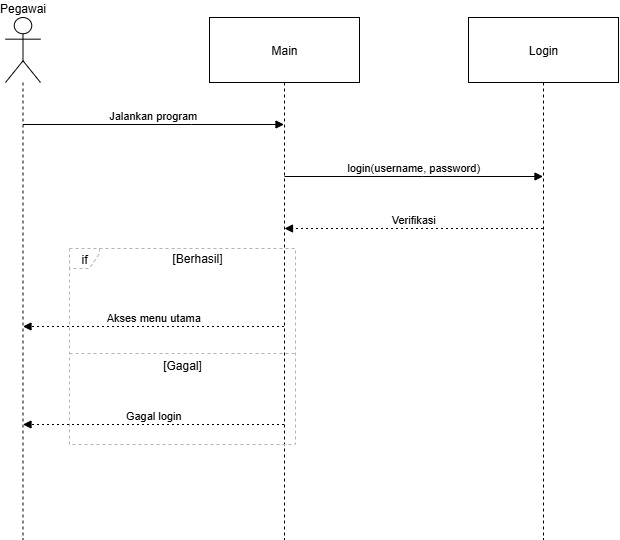 Pegawai
Main
Login
Jalankan program
login(username, password)
Verifikasi
if
[Berhasil]
Akses menu utama
[Gagal]
Gagal login